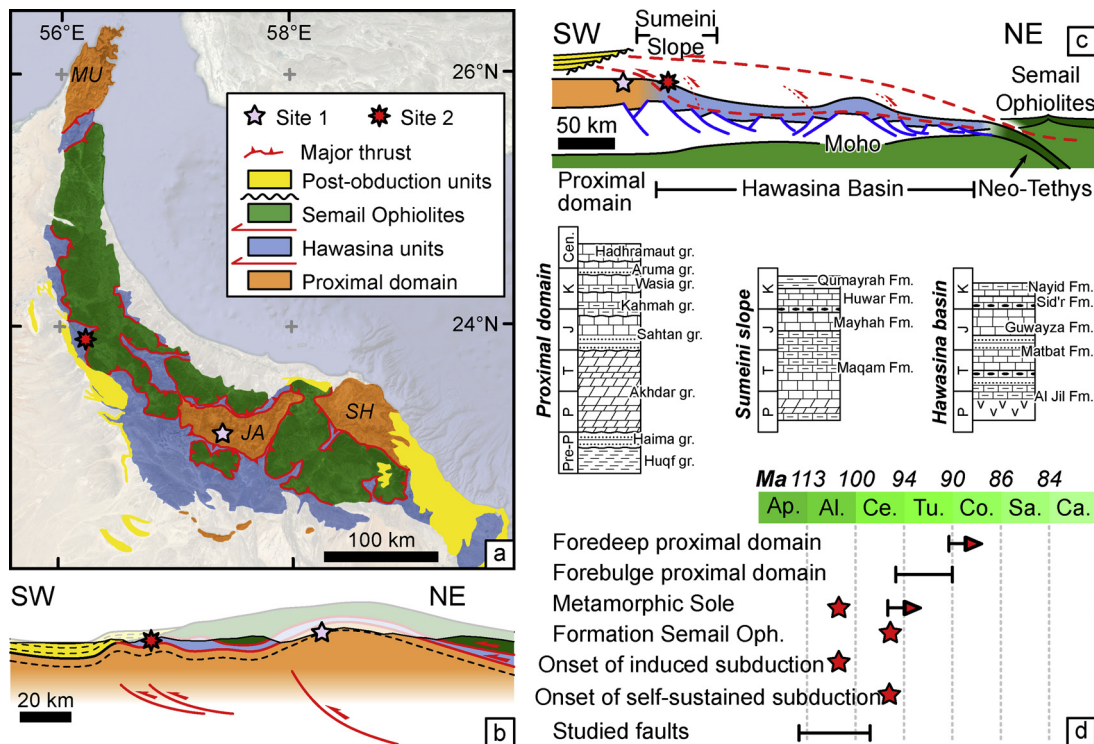 56°E
58°E
26°N
24°N
MU
JA
SH
Site 1
Site 2
Major thrust
Post-obduction units
Semail Ophiolites
Hawasina units
Proximal domain
100 km
a
SW
NE
20 km
b
SW
Sumeini
Slope
NE
c
Semail
Ophiolites
50 km
Moho
Proximal
domain
Hawasina Basin
Neo-Tethys
Proximal domain
Cen.
K
J
T
P
Pre-P
Hadhramaut gr.
Aruma gr.
Wasia gr.
Kahmah gr.
Sahtan gr.
Akhdar gr.
Haima gr.
Huqf gr.
Sumeini slope
K
J
T
P
Qumayrah Fm.
Huwar Fm.
Mayhah Fm.
Maqam Fm.
Hawasina basin
K
J
T
P
Nayid Fm.
Sid'r Fm.
Guwayza Fm.
Matbat Fm.
Al Jil Fm.
Ma 113 100 94 90 86 84
Ap. Al. Ce. Tu. Co. Sa. Ca.
Foredeep proximal domain
Forebulge proximal domain
Metamorphic Sole
Formation Semail Oph.
Onset of induced subduction
Onset of self-sustained subduction
Studied faults
d